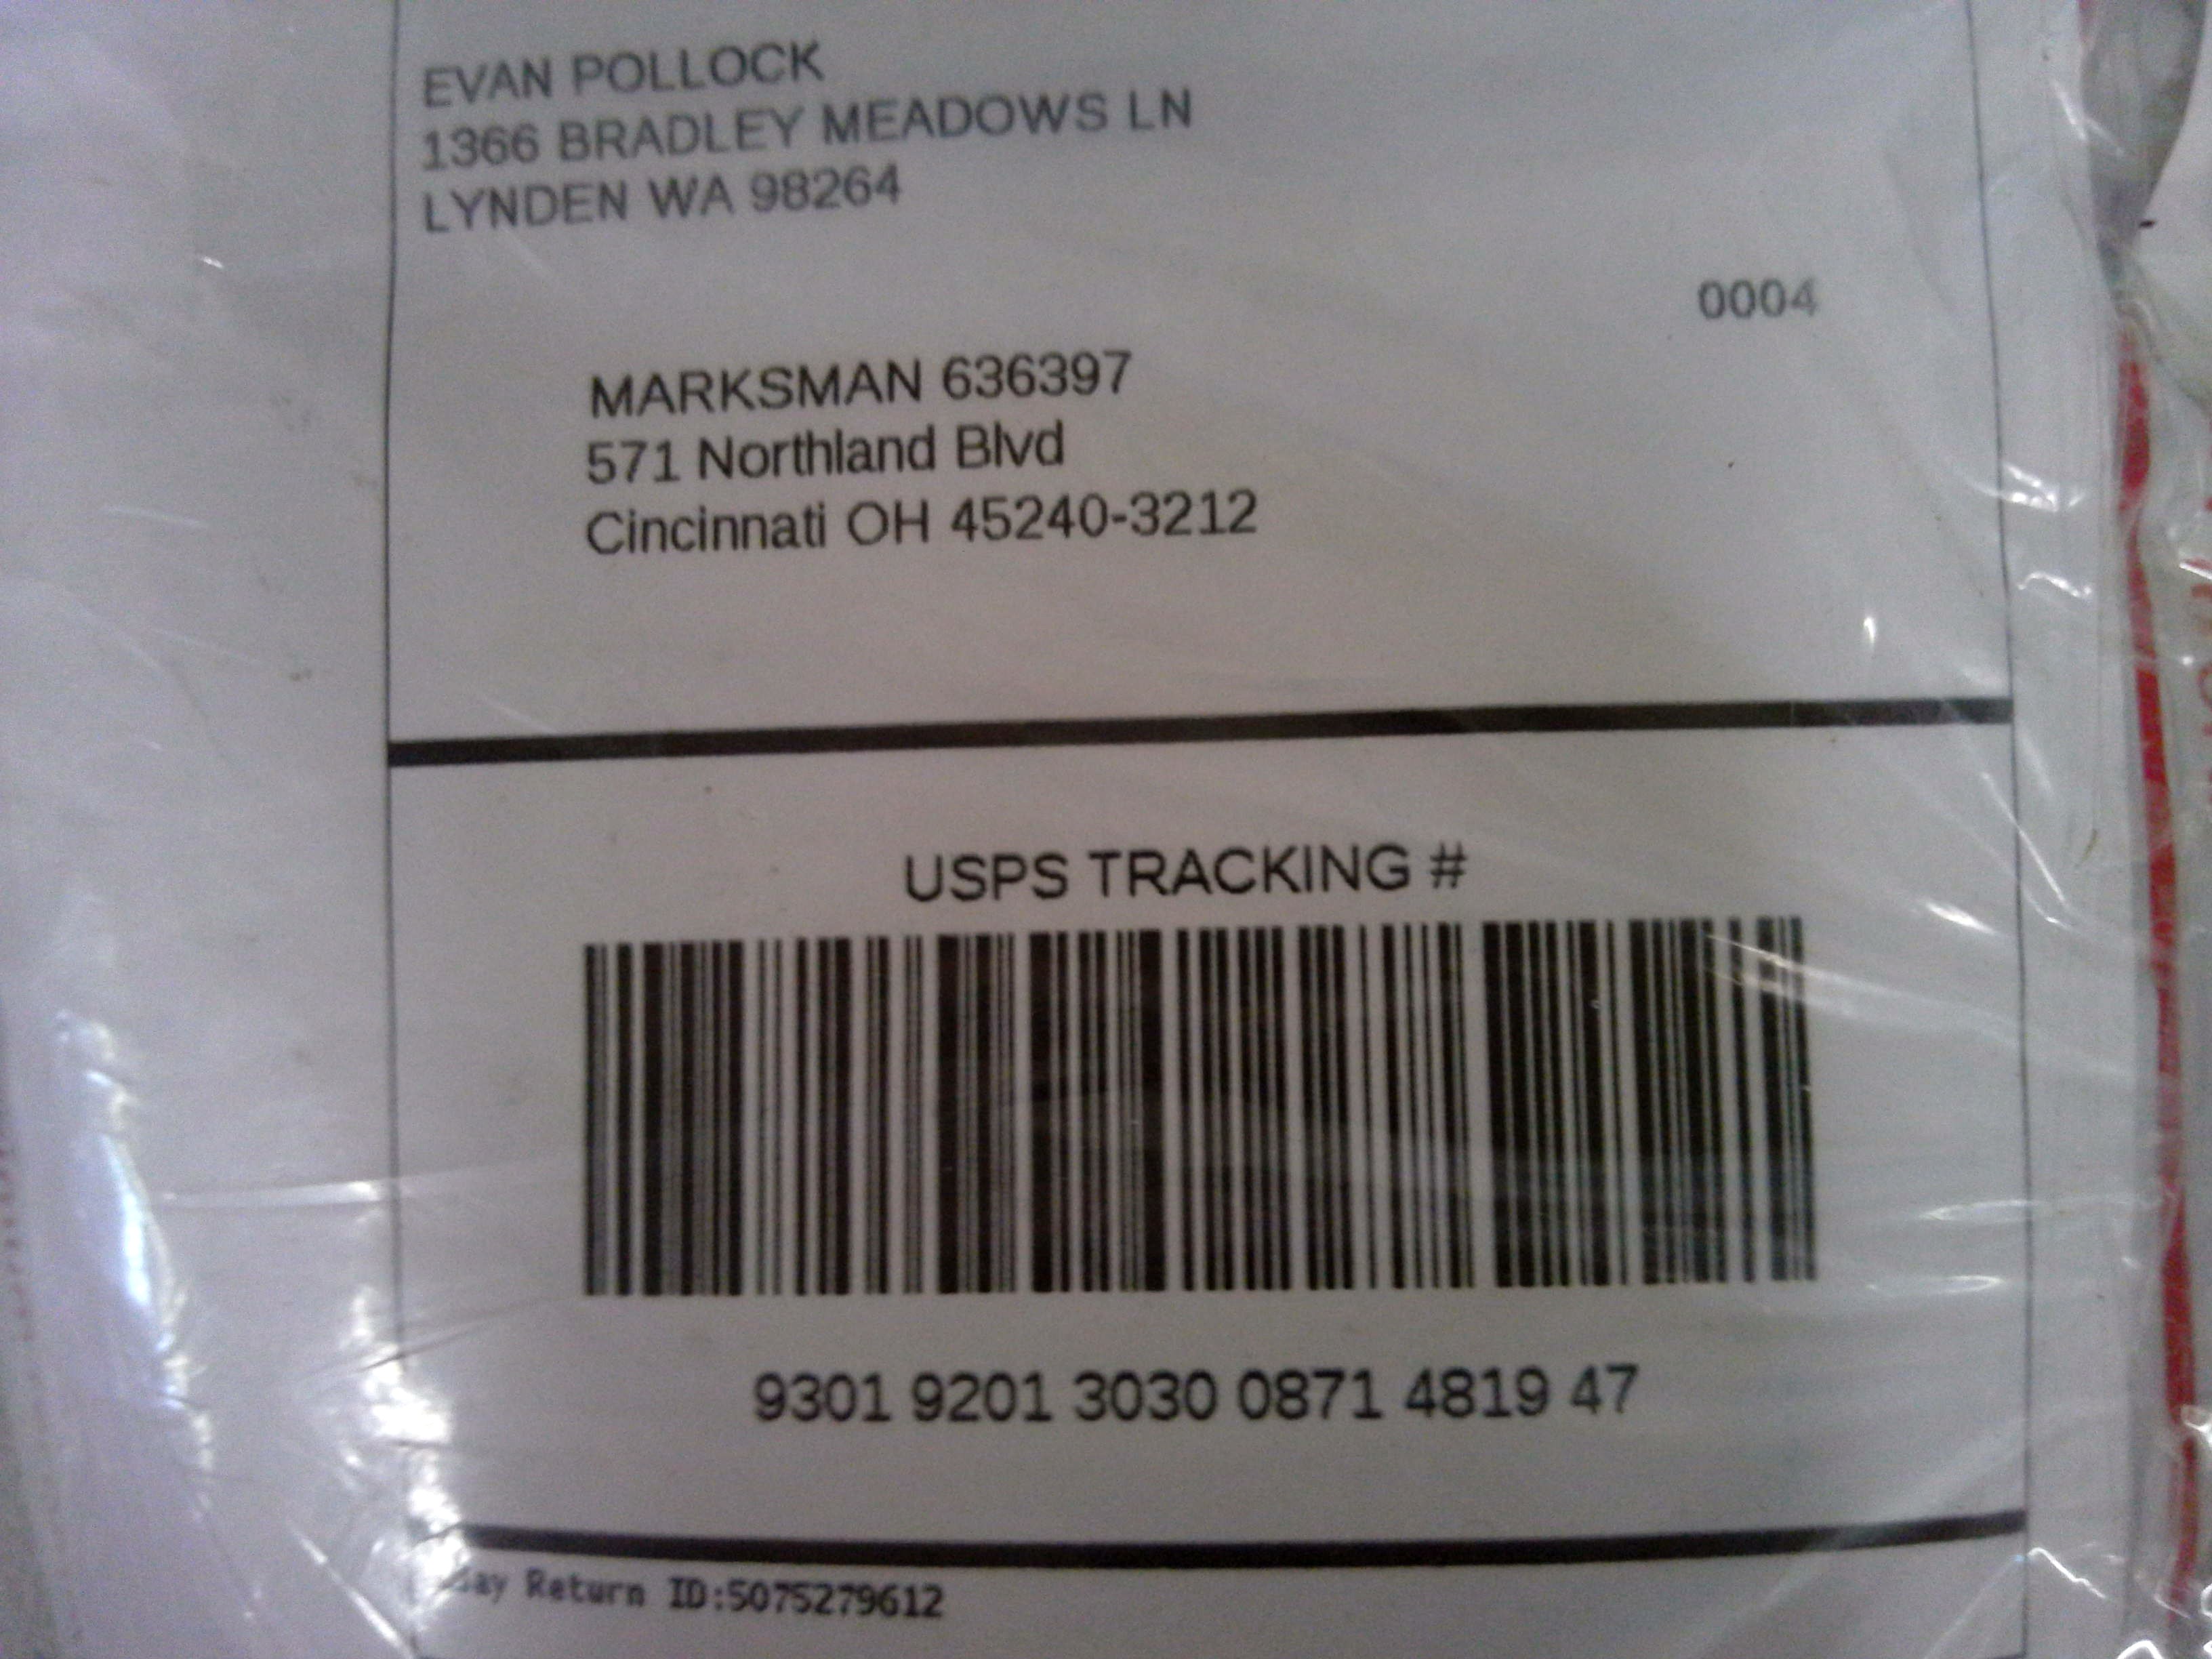 EVAN POLLOCK
1366 BRADLEY MEADOWS LN
LYNDEN WA 98264
0004
MARKSMAN 636397
571 Northland Blvd
Cincinnati OH 45240-3212
USPS TRACKING #
9301 9201 3030 0871 4819 47
Return ID:5075279612